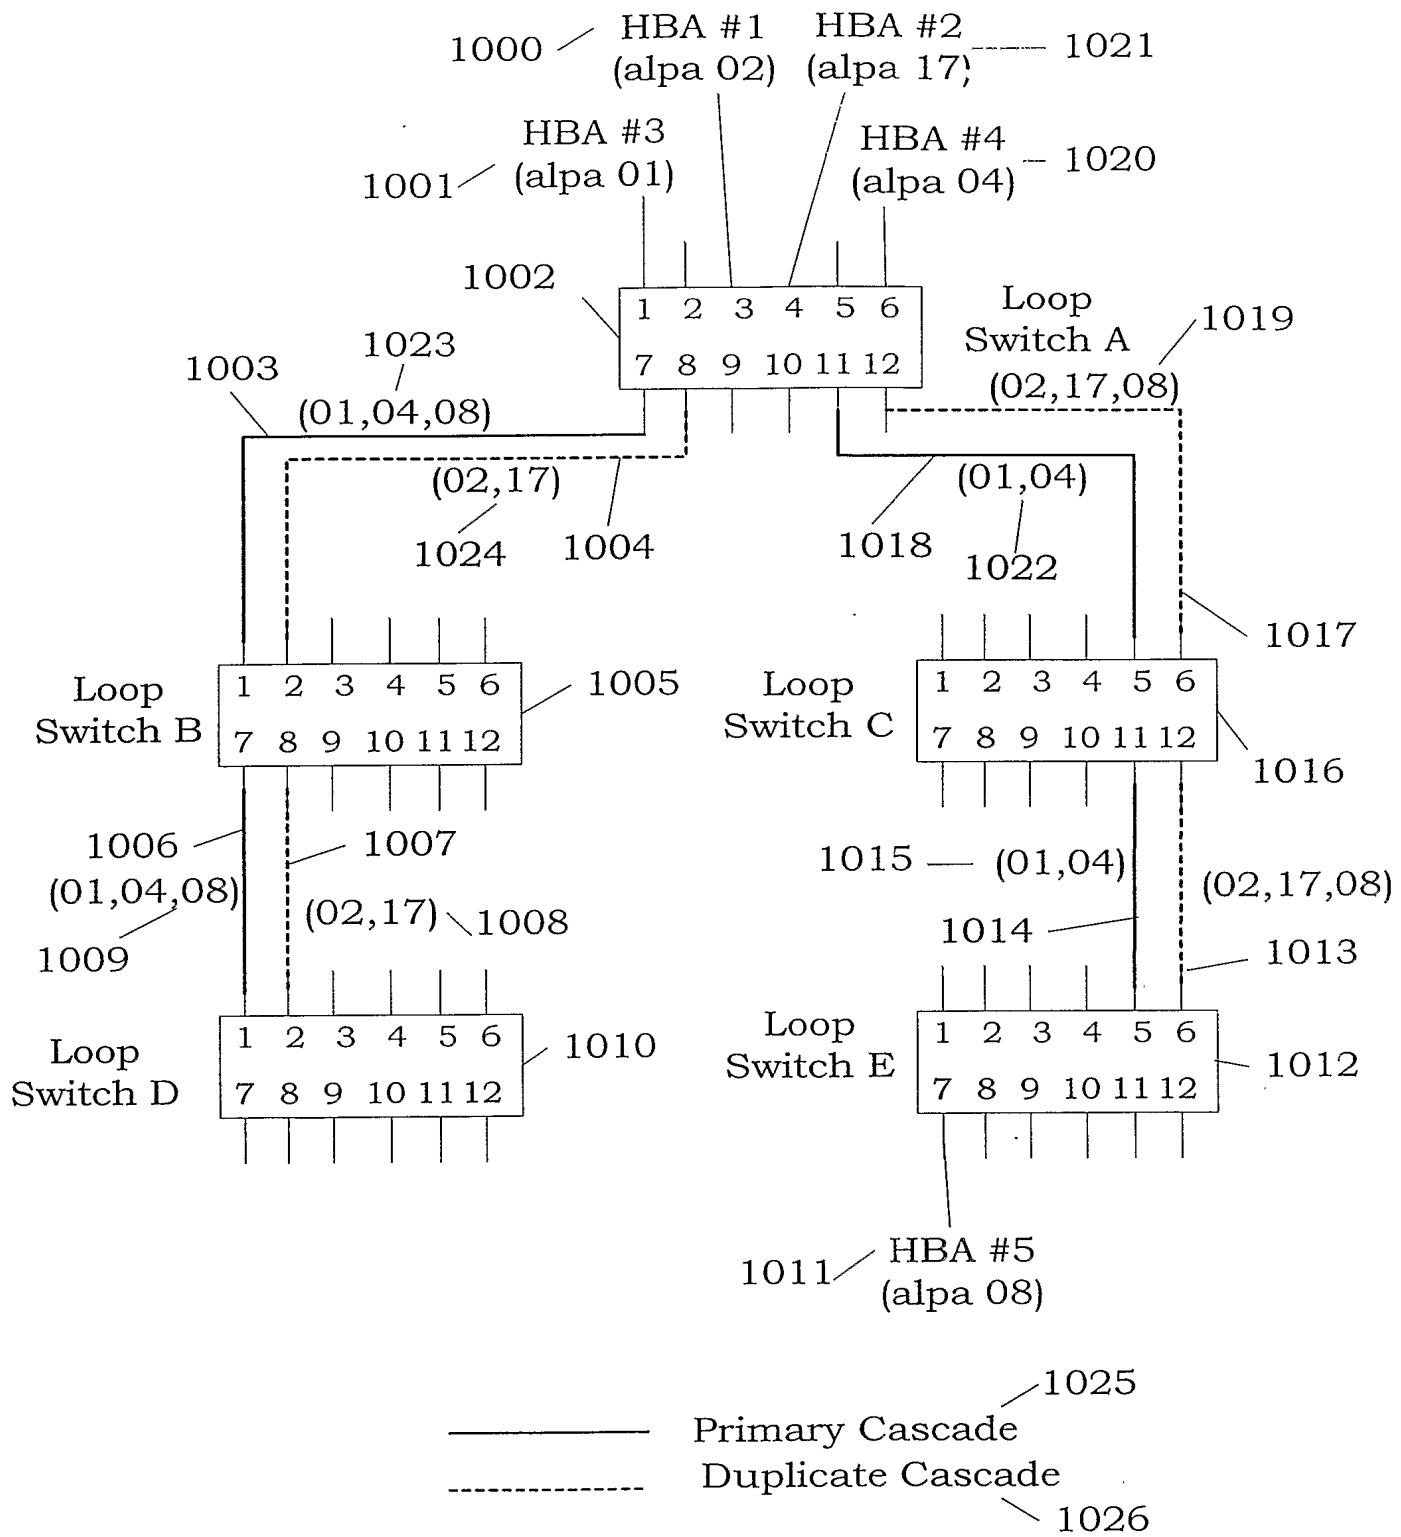 1000
HBA #1
(alpa 02)
HBA #2
(alpa 17)
1021
HBA #3
(alpa 01)
1001
HBA #4
(alpa 04)
1020
1002
1 2 3 4 5 6
7 8 9 10 11 12
Loop
Switch A
1019
(02,17,08)
1003
1023
(01,04,08)
(02,17)
1024
1004
1018
(01,04)
1022
1017
Loop
Switch B
1 2 3 4 5 6
7 8 9 10 11 12
1005
Loop
Switch C
1 2 3 4 5 6
7 8 9 10 11 12
1016
1006
(01,04,08)
1009
1007
(02,17)
1008
1015
(01,04)
1014
(02,17,08)
1013
Loop
Switch D
1 2 3 4 5 6
7 8 9 10 11 12
1010
Loop
Switch E
1 2 3 4 5 6
7 8 9 10 11 12
1012
1011
HBA #5
(alpa 08)
1025
Primary Cascade
Duplicate Cascade
1026